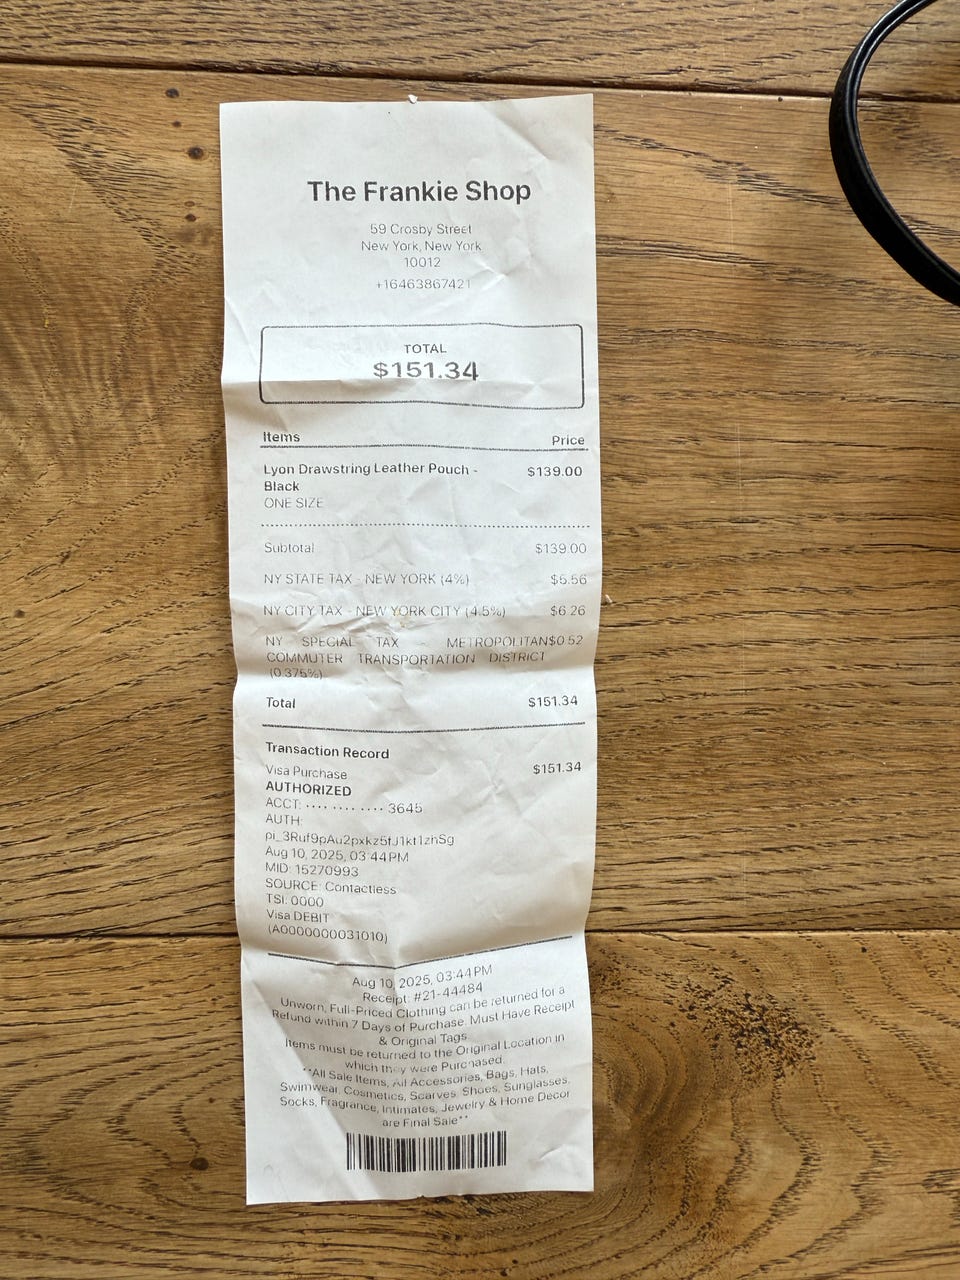 The Frankie Shop
59 Crosby Street
New York, New York
10012
+16463867421
TOTAL
$151.34
Items Price
Lyon Drawstring Leather Pouch - $139.00
Black
ONE SIZE
Subtotal $139.00
NY STATE TAX - NEW YORK (4%) $5.56
NY CITY TAX - NEW YORK CITY (4.5%) $6.26
NY SPECIAL TAX - METROPOLITAN $0.52
COMMUTER TRANSPORTATION DISTRICT
(0.375%)
Total $151.34
Transaction Record
Visa Purchase $151.34
AUTHORIZED
ACCT: •••• •••• •••• 3645
AUTH:
pi_3Ruf9pAu2pxkz5fJ1kt1zhSg
Aug 10, 2025, 03:44 PM
MID: 15270993
SOURCE: Contactless
TSI: 0000
Visa DEBIT
(A0000000031010)
Aug 10, 2025, 03:44 PM
Receipt: #21-44484
Unworn, Full-Priced Clothing can be returned for a
Refund within 7 Days of Purchase. Must Have Receipt
& Original Tags
Items must be returned to the Original Location in
which they were Purchased.
**All Sale Items, All Accessories, Bags, Hats,
Swimwear, Cosmetics, Scarves, Shoes, Sunglasses,
Socks, Fragrance, Intimates, Jewelry & Home Decor
are Final Sale**